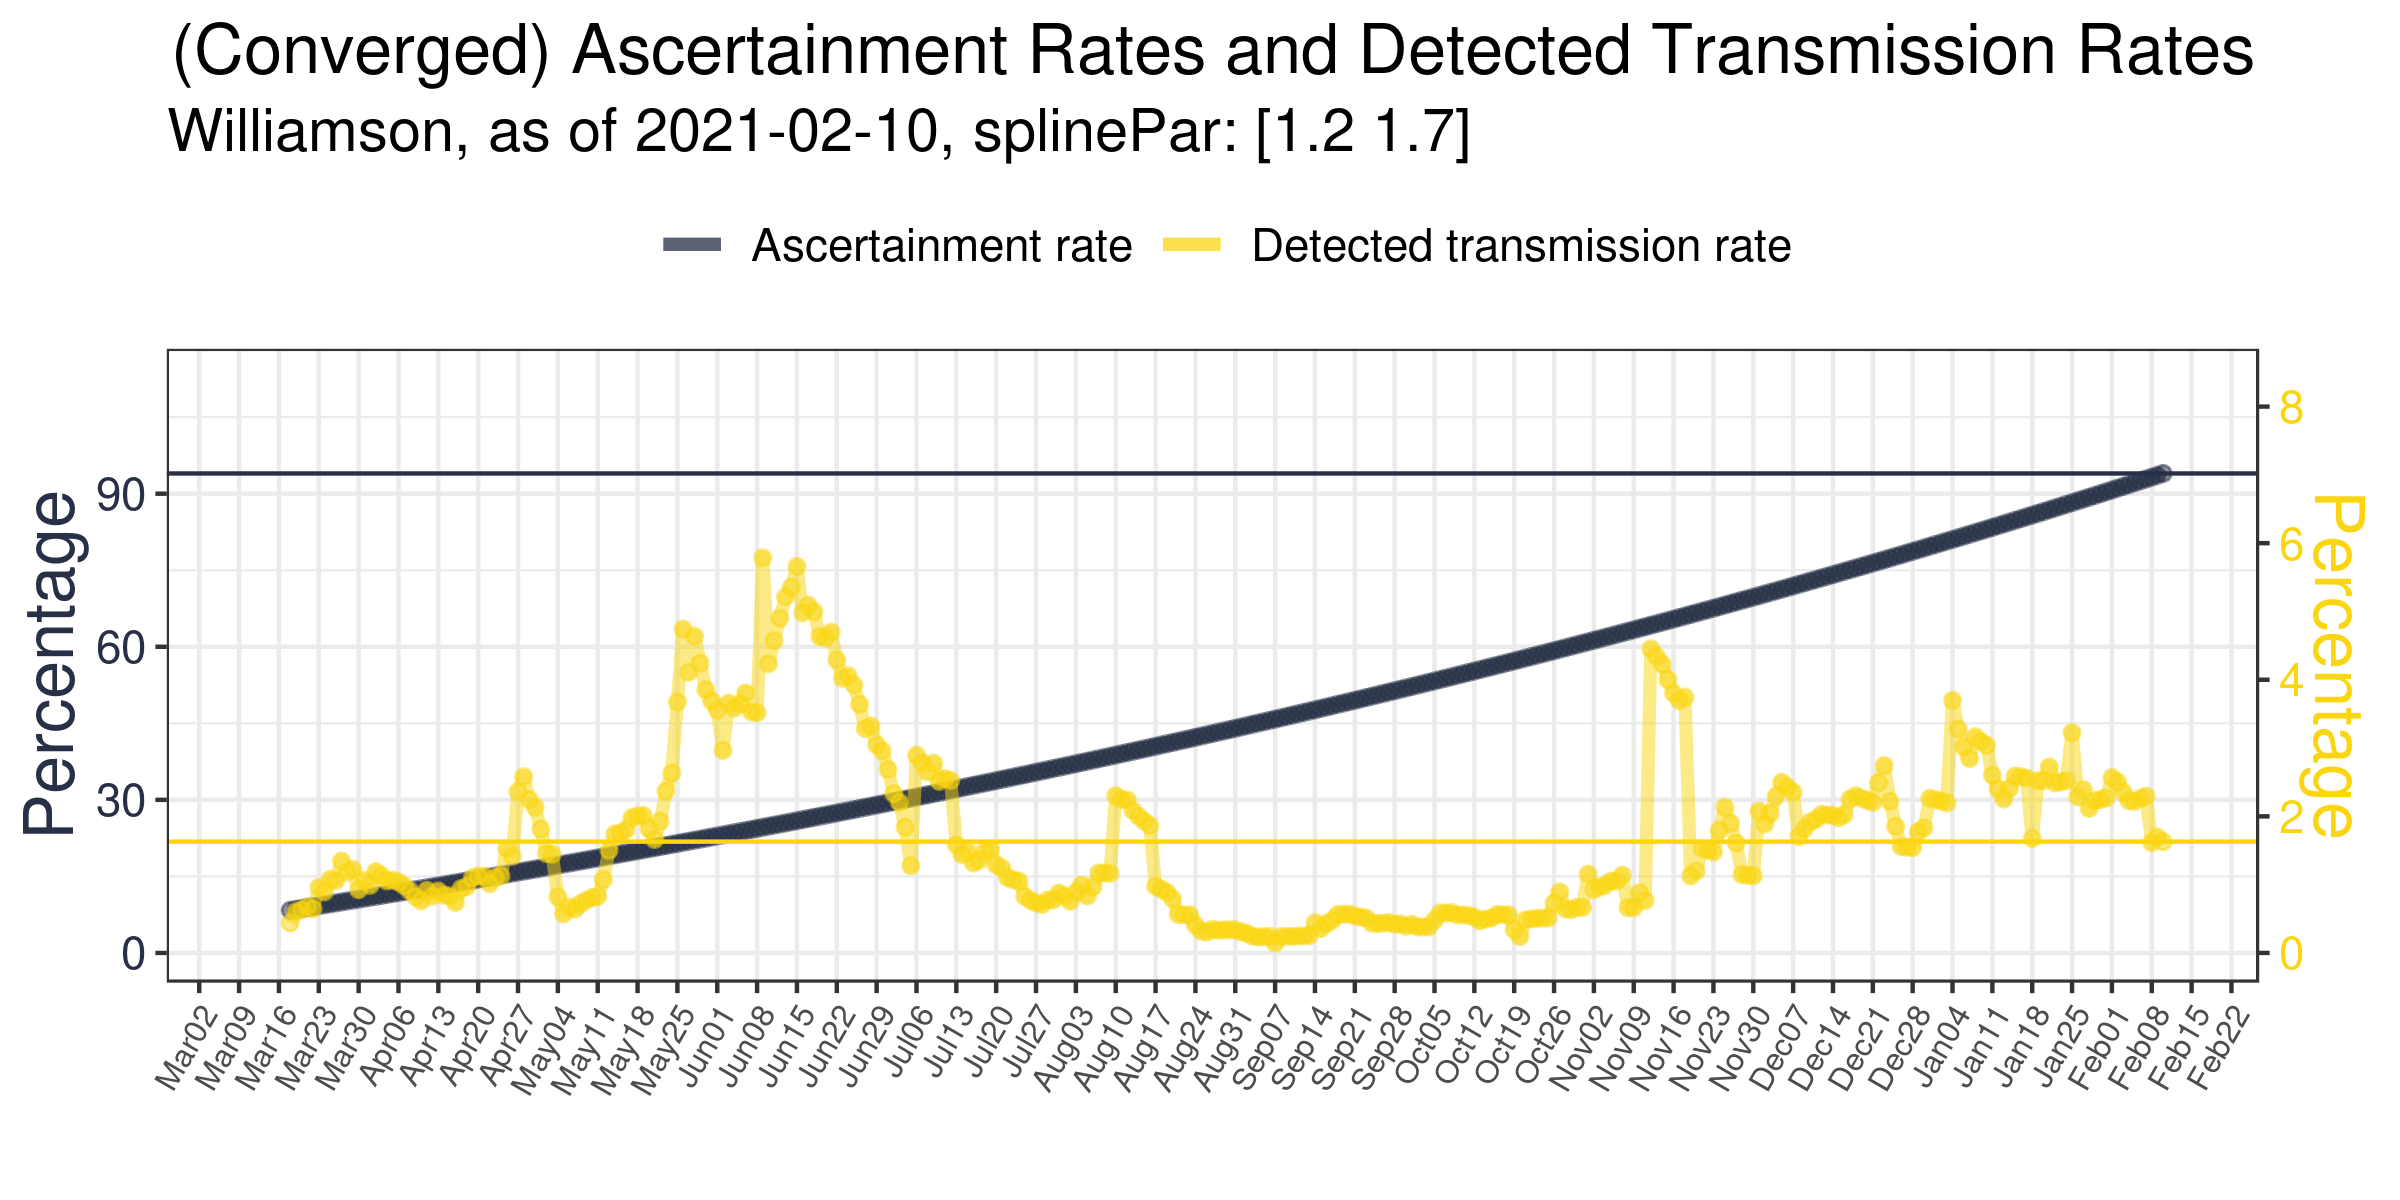 (Converged) Ascertainment Rates and Detected Transmission Rates
Williamson, as of 2021-02-10, splinePar: [1.2 1.7]
Ascertainment rate Detected transmission rate
Percentage
90
60
30
0
8
6
4
2
0
Percentage
Mar02 Mar09 Mar16 Mar23 Mar30 Apr06 Apr13 Apr20 Apr27 May04 May11 May18 May25 Jun01 Jun08 Jun15 Jun22 Jun29 Jul06 Jul13 Jul20 Jul27 Aug03 Aug10 Aug17 Aug24 Aug31 Sep07 Sep14 Sep21 Sep28 Oct05 Oct12 Oct19 Oct26 Nov02 Nov09 Nov16 Nov23 Nov30 Dec07 Dec14 Dec21 Dec28 Jan04 Jan11 Jan18 Jan25 Feb01 Feb08 Feb15 Feb22